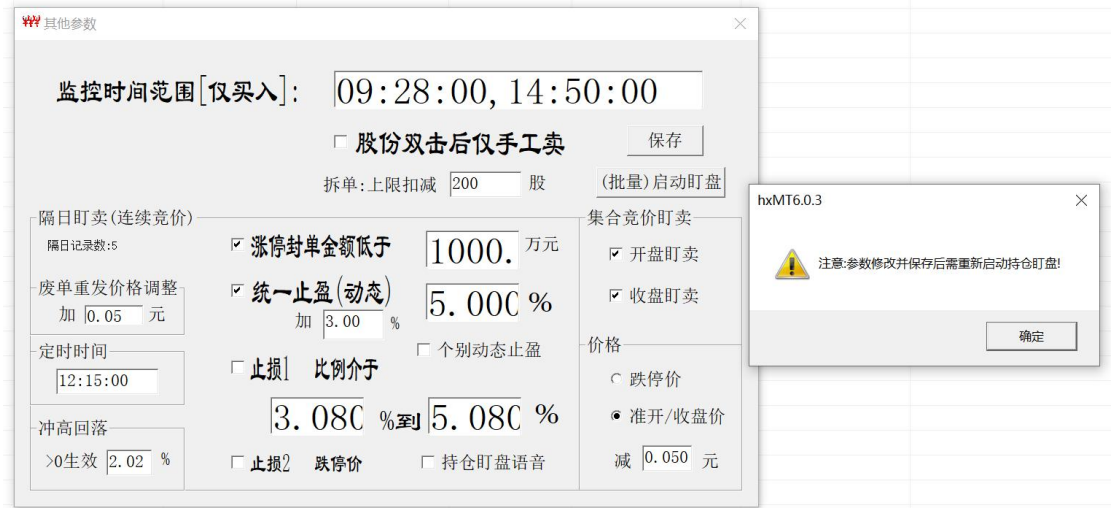 其他参数
监控时间范围[仅买入]: 09:28:00,14:50:00
股份双击后仅手工卖 保存
拆单:上限扣减 200 股 (批量)启动盯盘
隔日盯卖(连续竞价)
隔日记录数:5
涨停封单金额低于 1000. 万元
废单重发价格调整
加 0.05 元
统一止盈(动态) 5.000 %
加 3.00 %
个别动态止盈
定时时间
12:15:00
止损1 比例介于
3.080 %到 5.080 %
冲高回落
>0生效 2.02 %
止损2 跌停价 持仓盯盘语音
集合竞价盯卖
开盘盯卖
收盘盯卖
价格
跌停价
准开/收盘价
减 0.050 元
hxMT6.0.3
注意:参数修改并保存后需重新启动持仓盯盘!
确定